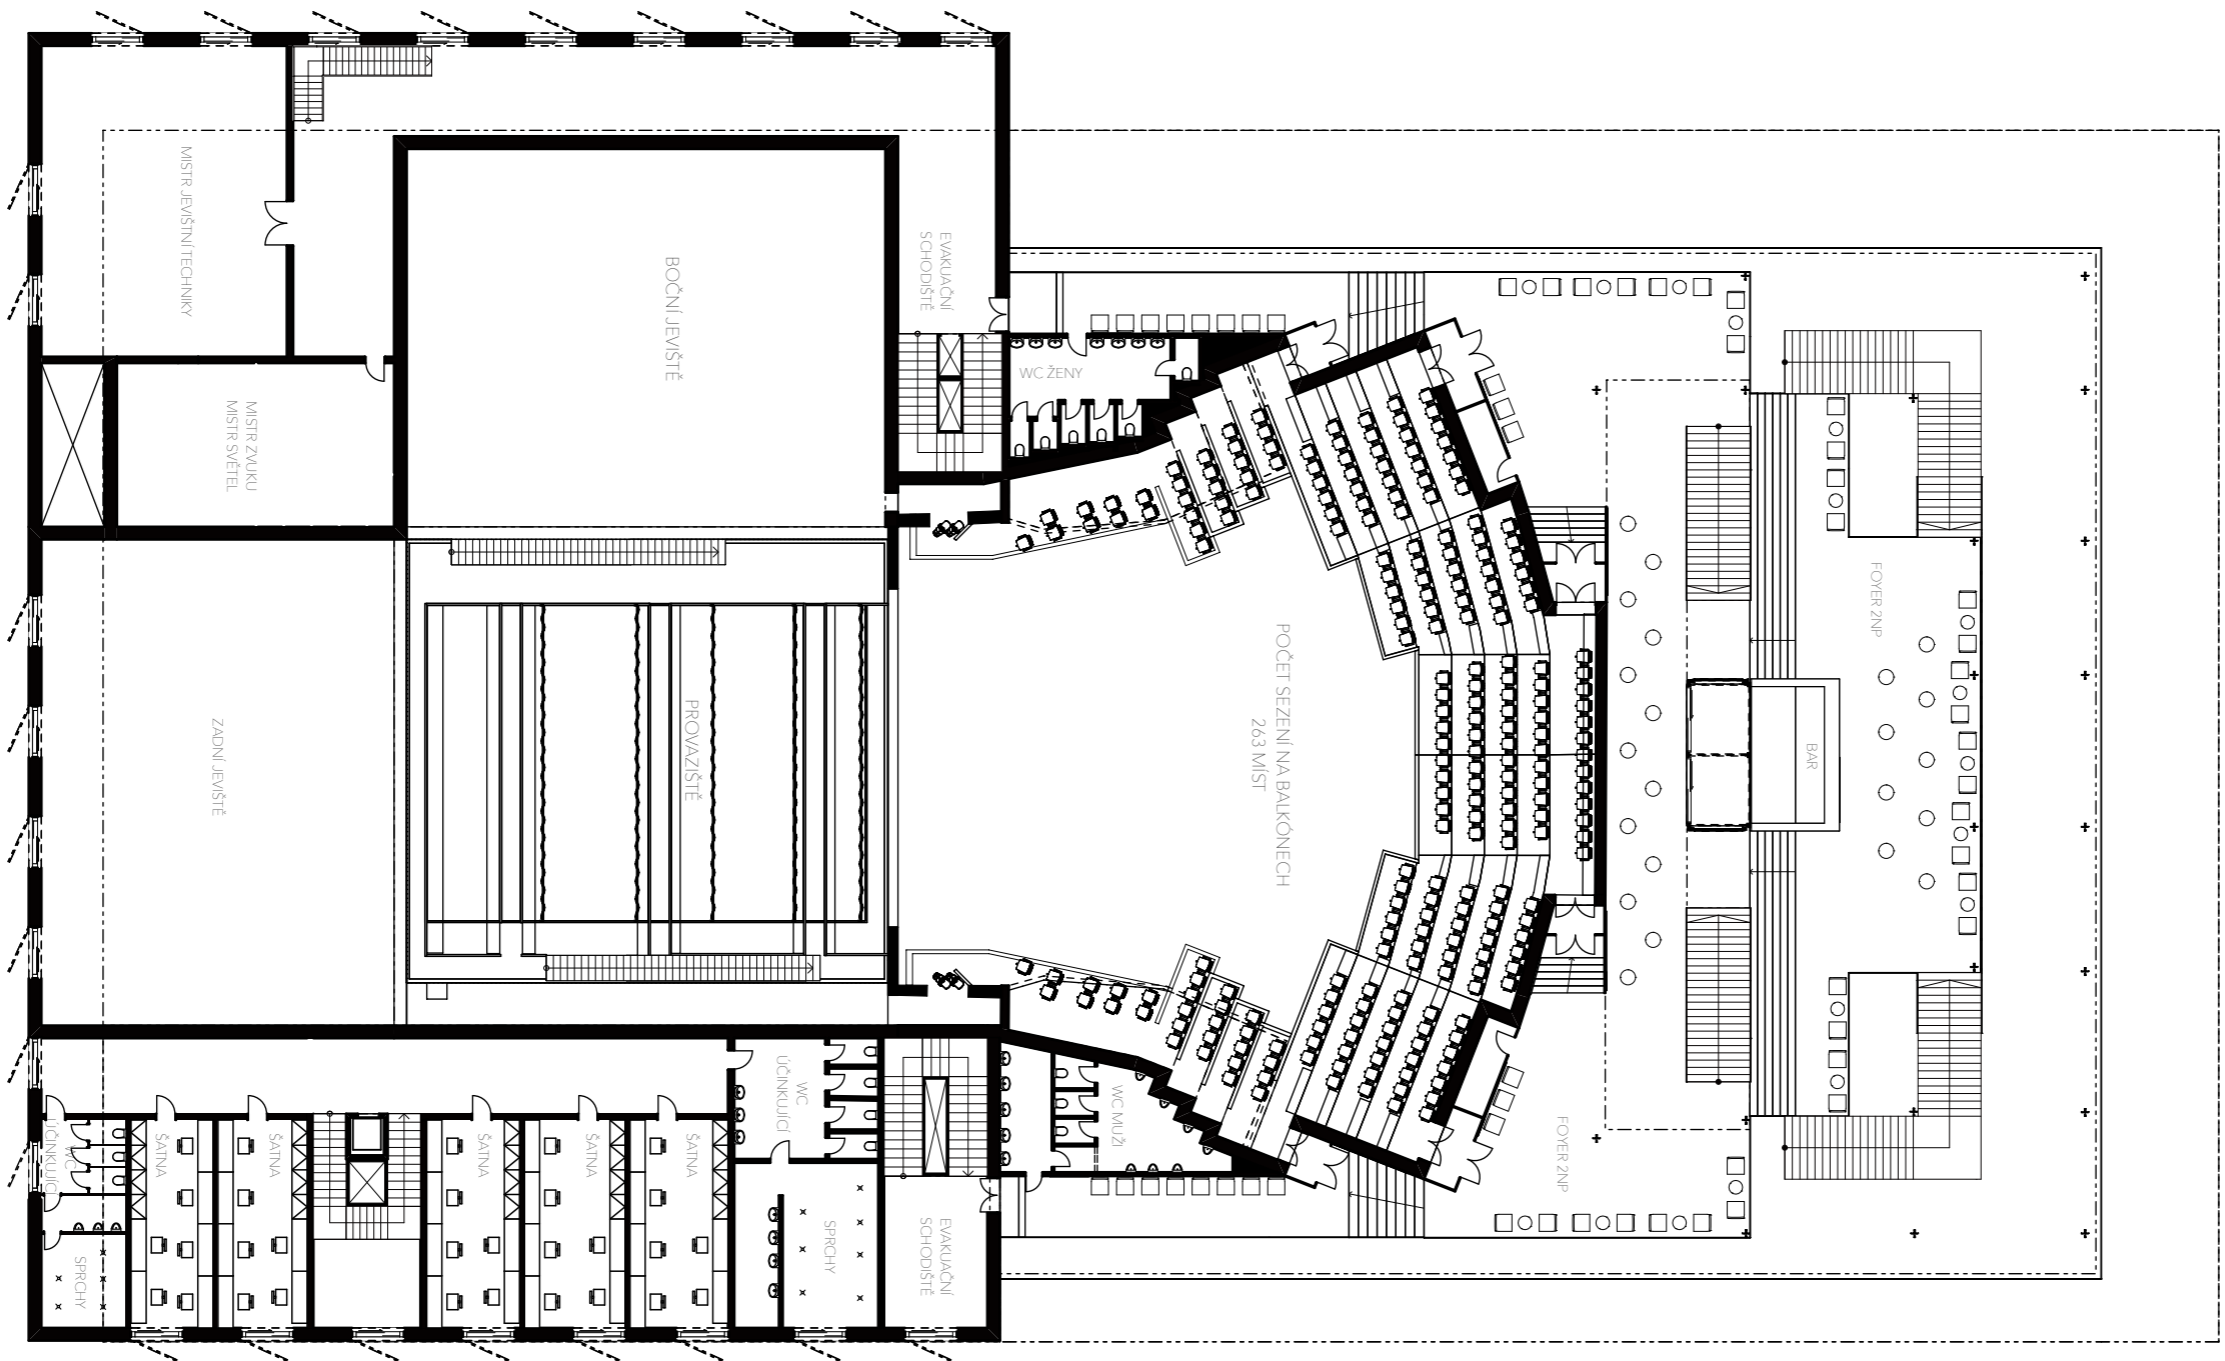 MISTR JEVIŠTNÍ TECHNIKY
BOČNÍ JEVIŠTĚ
EVAKUAČNÍ
SCHODIŠTĚ
WC ŽENY
MISTR ZVUKU
MISTR SVĚTEL
ZADNÍ JEVIŠTĚ
PROVAZIŠTĚ
POČET SEZENÍ NA BALKÓNECH
263 MÍST
FOYER 2NP
BAR
FOYER 2NP
WC MUŽI
WC
ÚČINKUJÍCÍ
WC
ÚČINKUJÍCÍ
ŠATNA
ŠATNA
ŠATNA
ŠATNA
ŠATNA
SPRCHY
SPRCHY
EVAKUAČNÍ
SCHODIŠTĚ